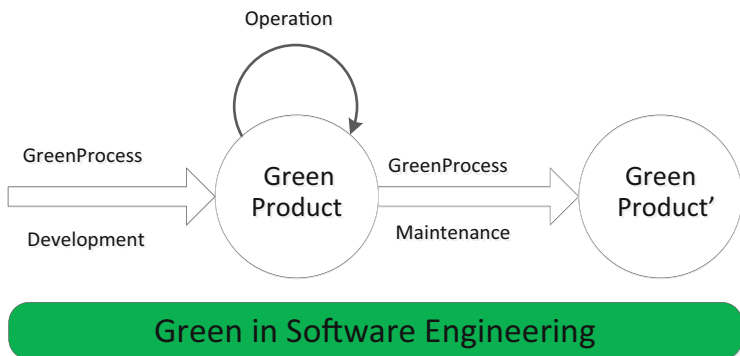 Operation
GreenProcess
Development
Green
Product
GreenProcess
Maintenance
Green
Product’
Green in Software Engineering